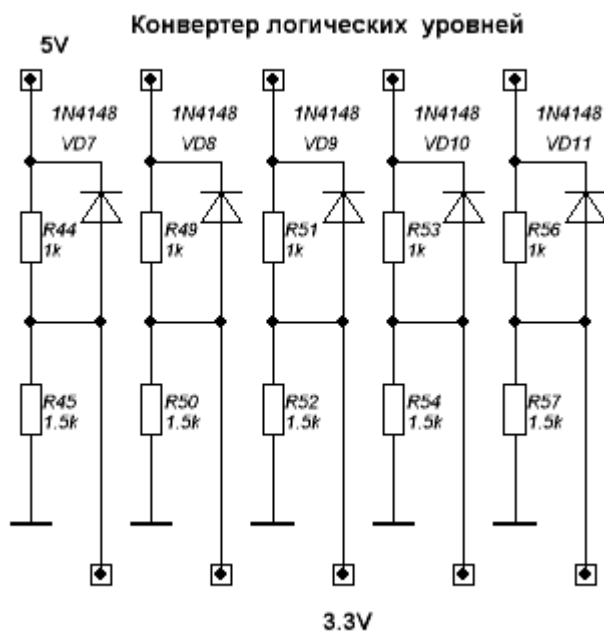 Конвертер логических уровней
5V
1N4148 1N4148 1N4148 1N4148 1N4148
VD7 VD8 VD9 VD10 VD11
R44 R49 R51 R53 R56
1k 1k 1k 1k 1k
R45 R50 R52 R54 R57
1.5k 1.5k 1.5k 1.5k 1.5k
3.3V